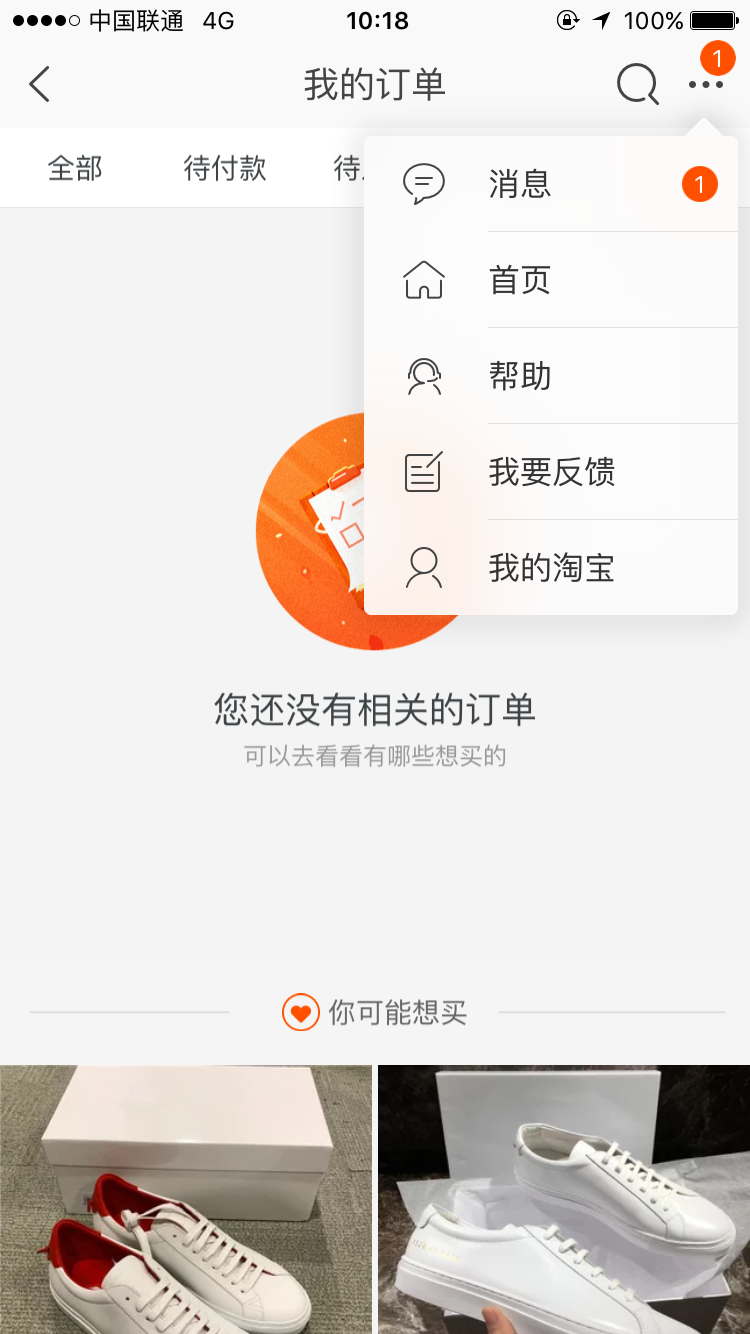 中国联通 4G 10:18 100%
我的订单
1
全部 待付款 待
消息 1
首页
帮助
我要反馈
我的淘宝
您还没有相关的订单
可以去看看有哪些想买的
你可能想买